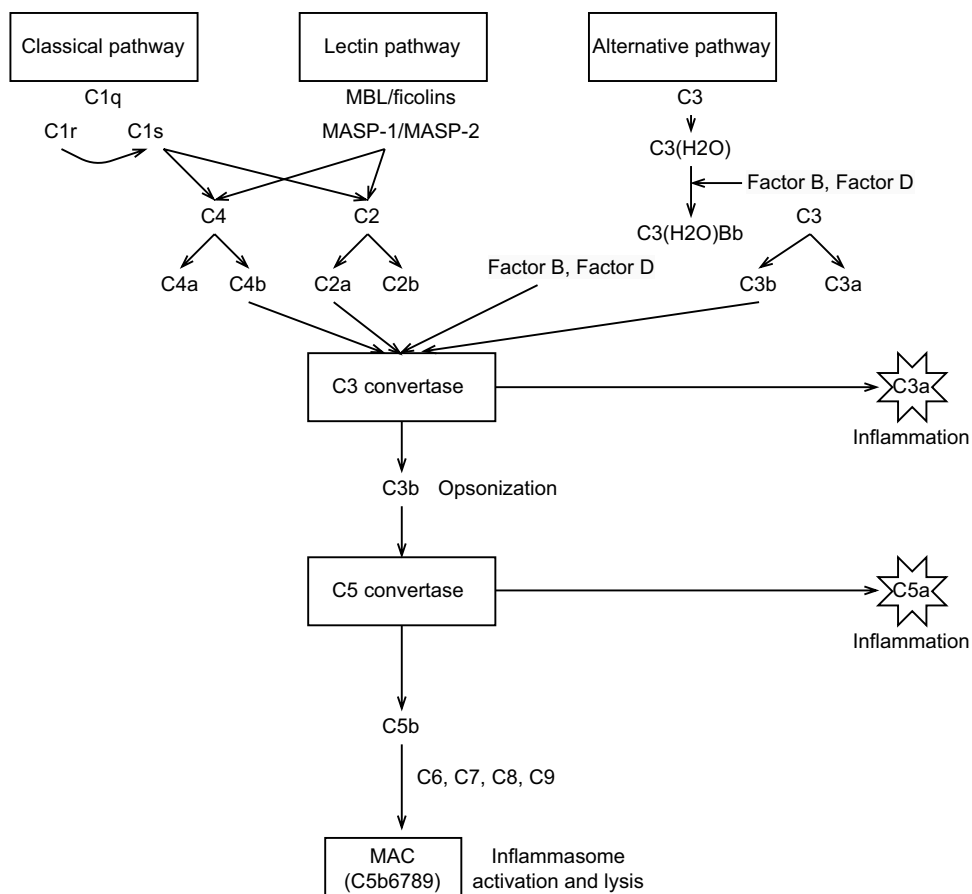 Classical pathway
Lectin pathway
Alternative pathway
C1q
MBL/ficolins
C3
C1r
C1s
MASP-1/MASP-2
C3(H2O)
Factor B, Factor D
C4
C2
C3(H2O)Bb
C3
Factor B, Factor D
C4a
C4b
C2a
C2b
C3b
C3a
C3 convertase
C3a
Inflammation
C3b
Opsonization
C5 convertase
C5a
Inflammation
C5b
C6, C7, C8, C9
MAC
(C5b6789)
Inflammasome
activation and lysis